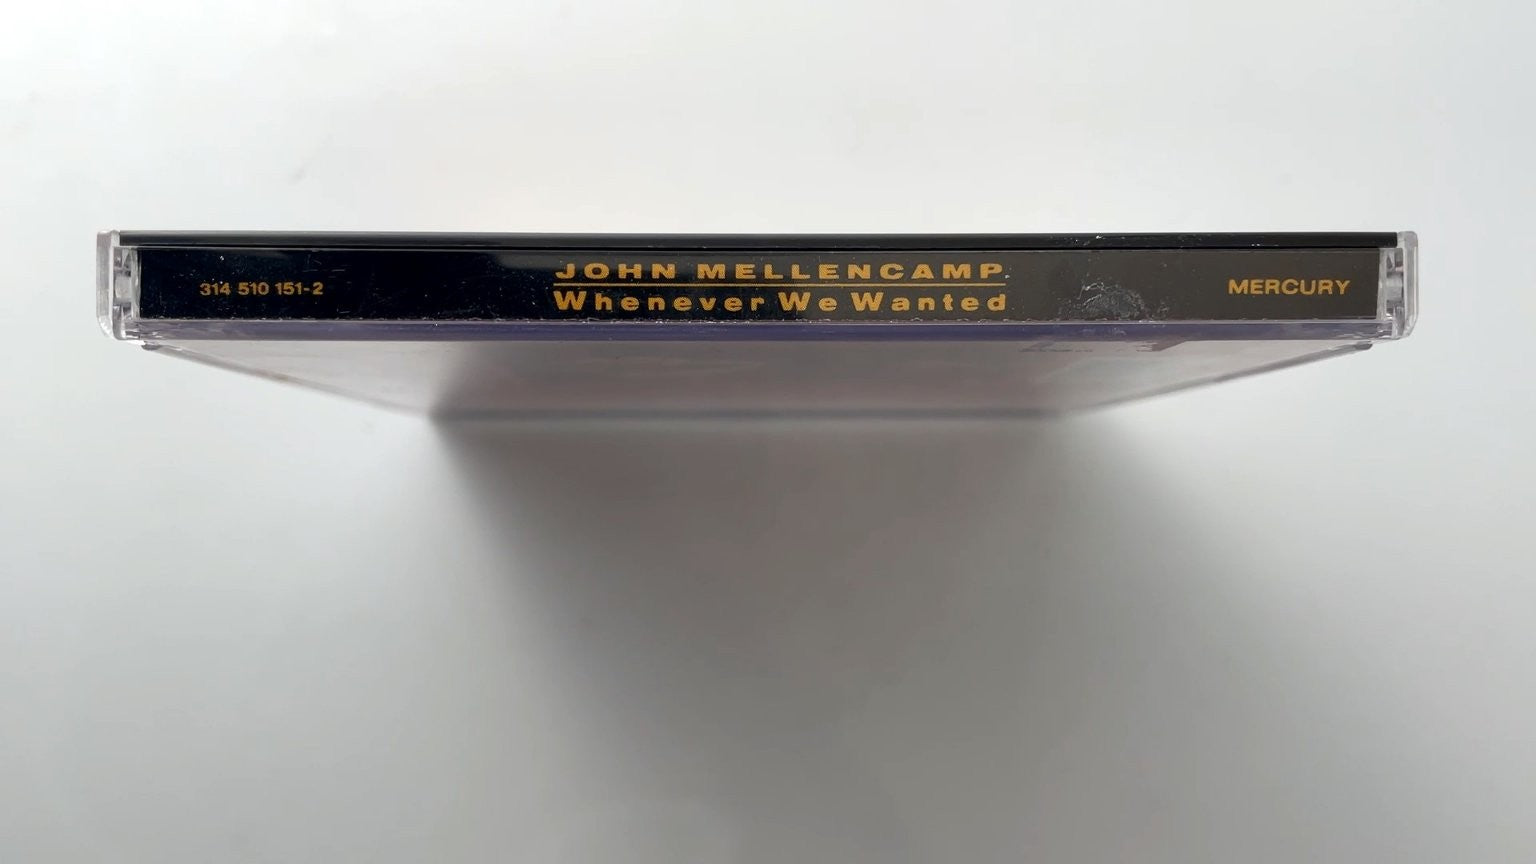 314 510 151-2
JOHN MELLENCAMP
Whenever We Wanted
MERCURY